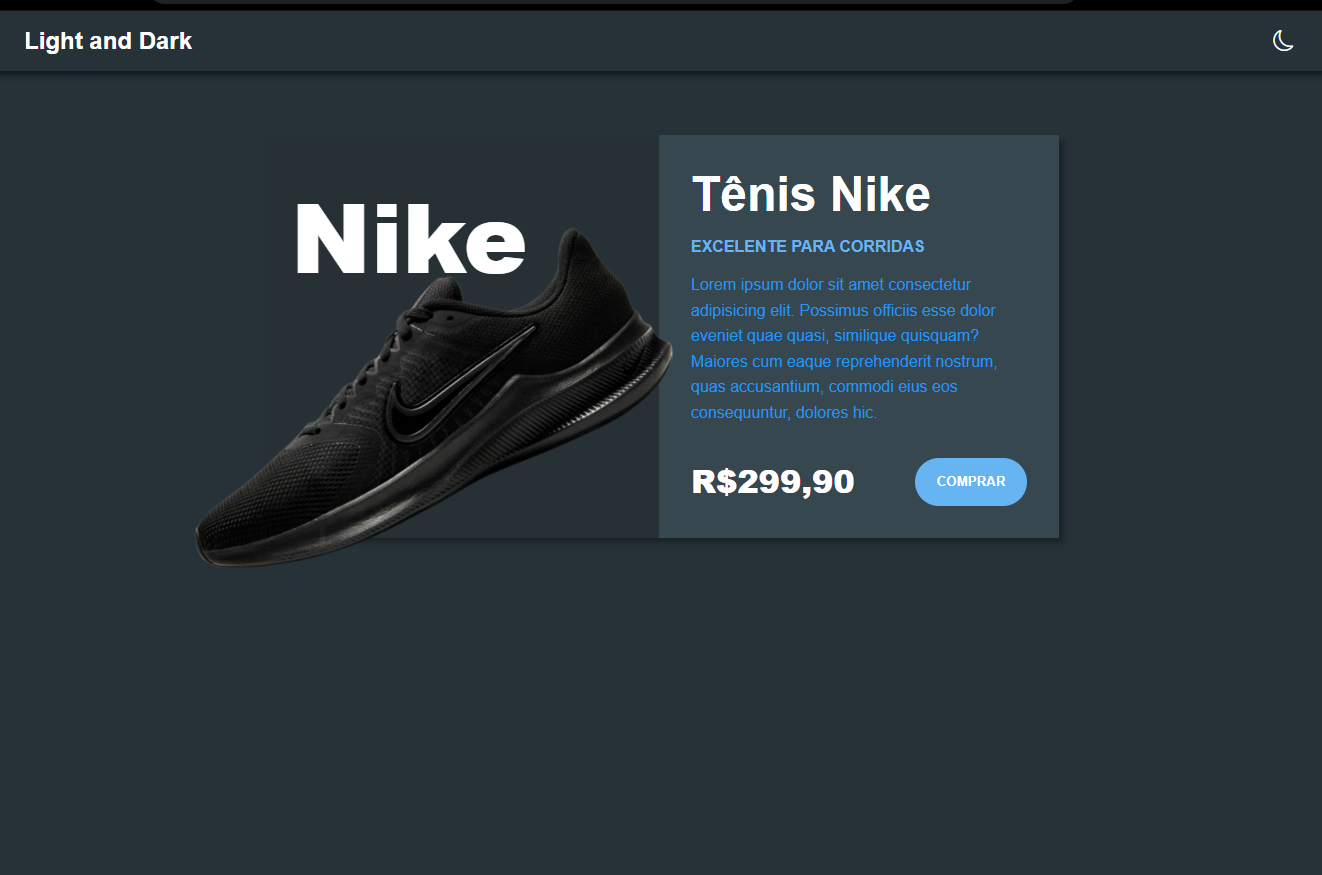 Light and Dark
Nike
Tênis Nike
EXCELENTE PARA CORRIDAS
Lorem ipsum dolor sit amet consectetur
adipisicing elit. Possimus officiis esse dolor
eveniet quae quasi, similique quisquam?
Maiores cum eaque reprehenderit nostrum,
quas accusantium, commodi eius eos
consequuntur, dolores hic.
R$299,90
COMPRAR